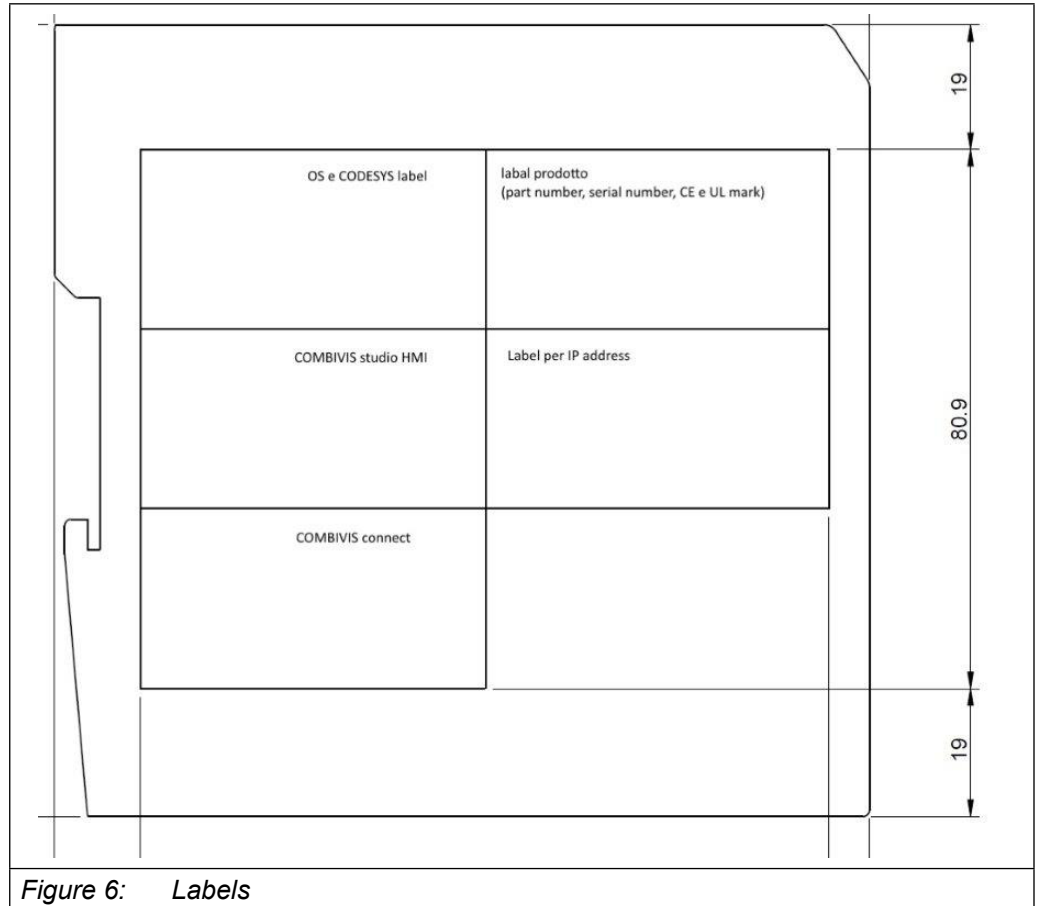 19
OS e CODESYS label
labal prodotto
(part number, serial number, CE e UL mark)
COMBIVIS studio HMI
Label per IP address
80.9
COMBIVIS connect
19
Figure 6: Labels